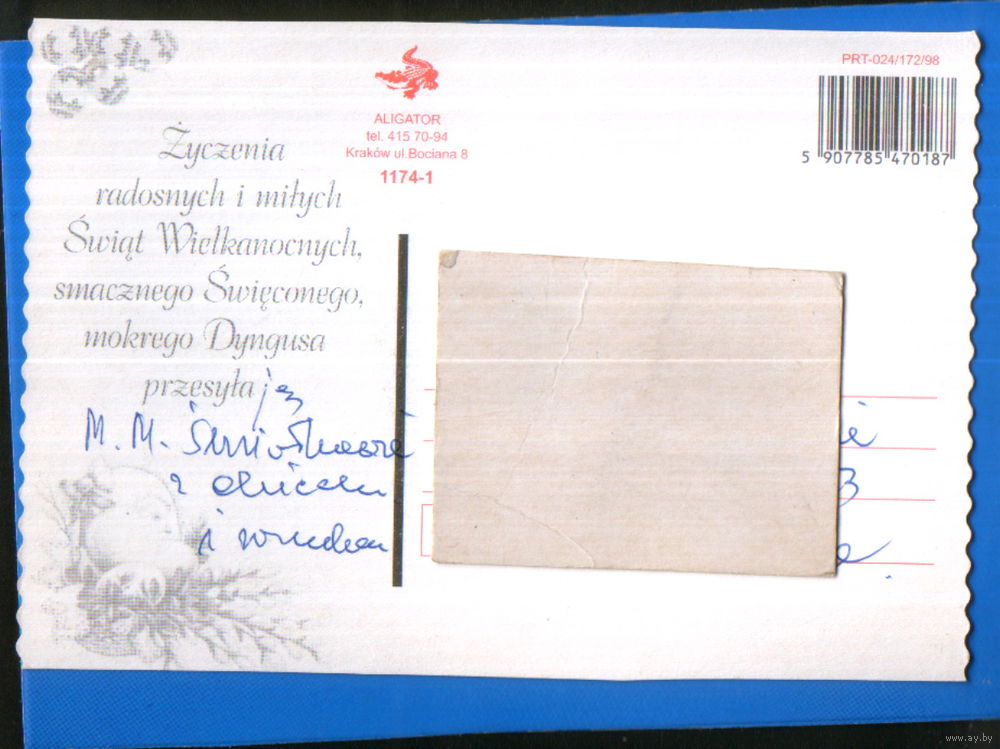 PRT-024/172/98
5 907785 470187
ALIGATOR
tel. 415 70-94
Kraków ul.Bociana 8
1174-1
Życzenia
radosnych i miłych
Świąt Wielkanocnych,
smacznego Święconego,
mokrego Dyngusa
przesyłają
M. M.
i
www.ay.by